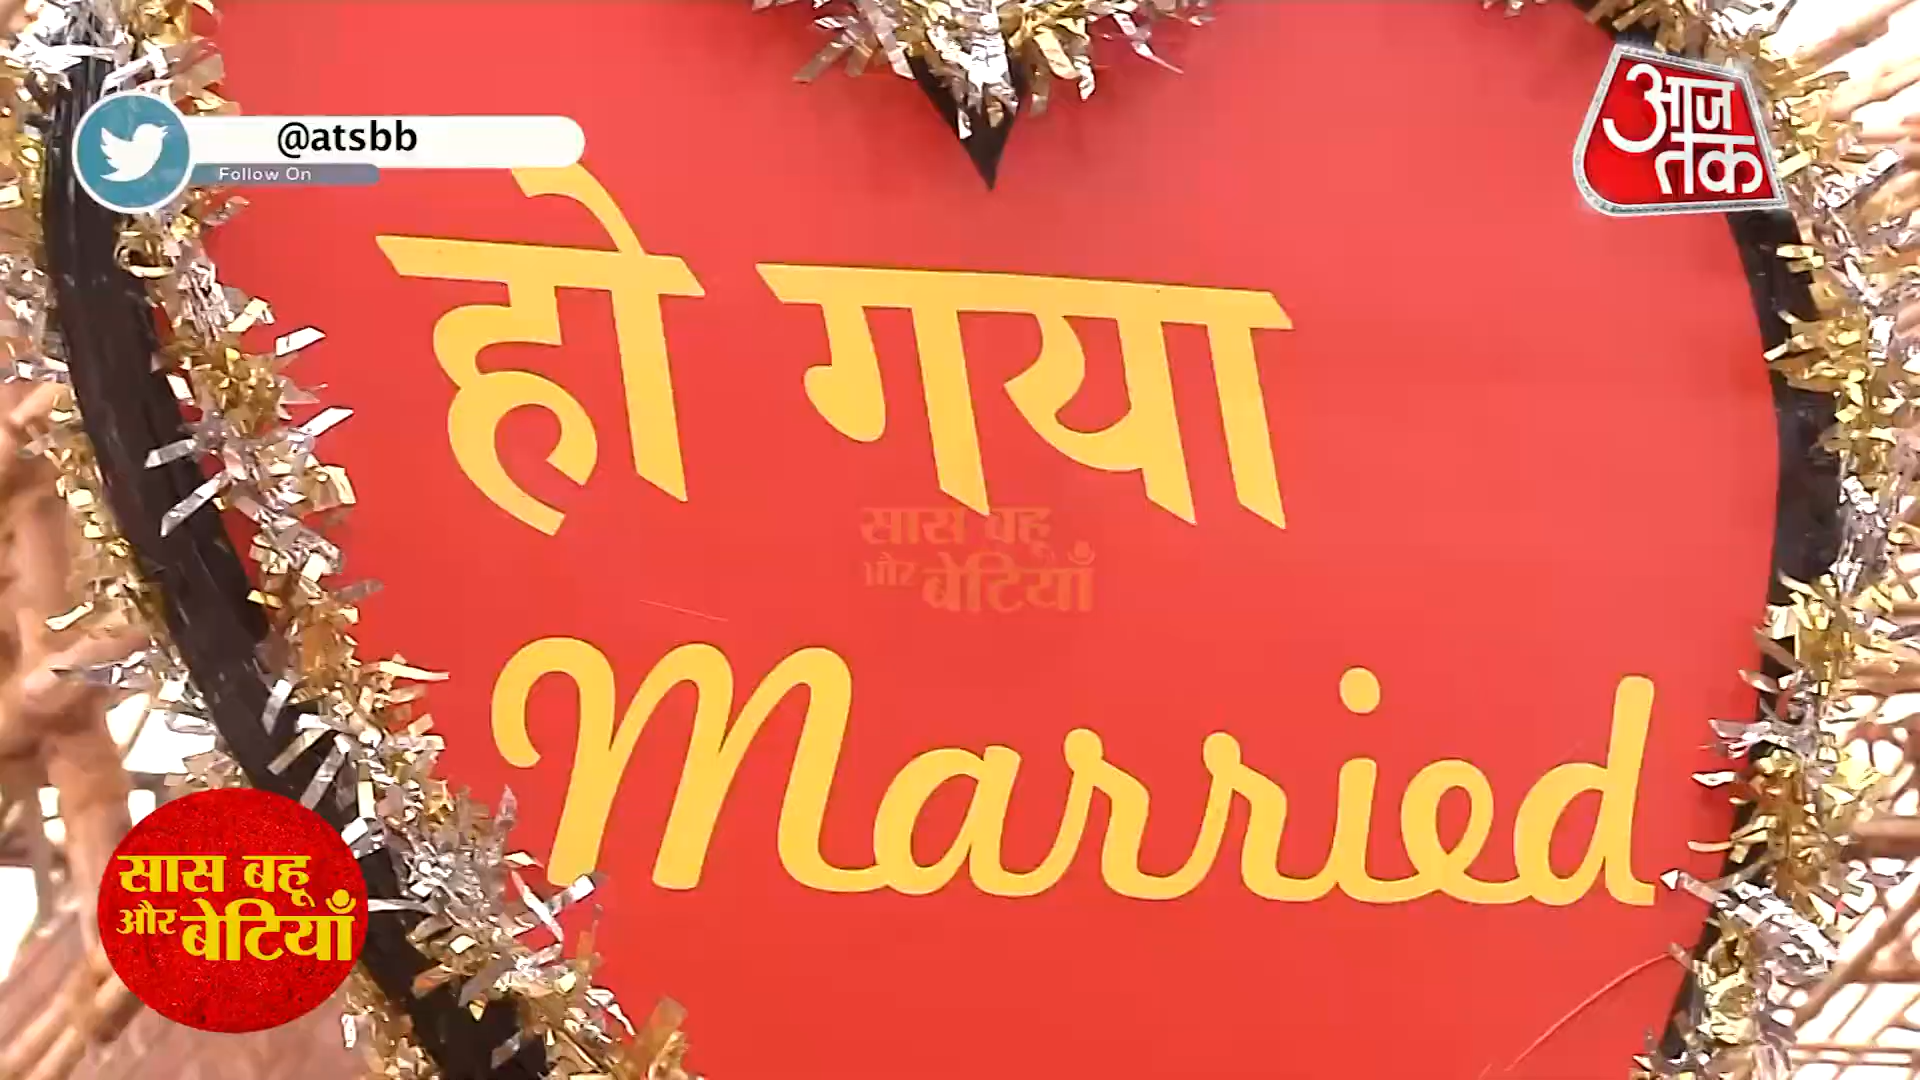 @atsbb
Follow On
आज
तक
हो गया
सास बहू
और बेटियाँ
Married
सास बहू
और बेटियाँ